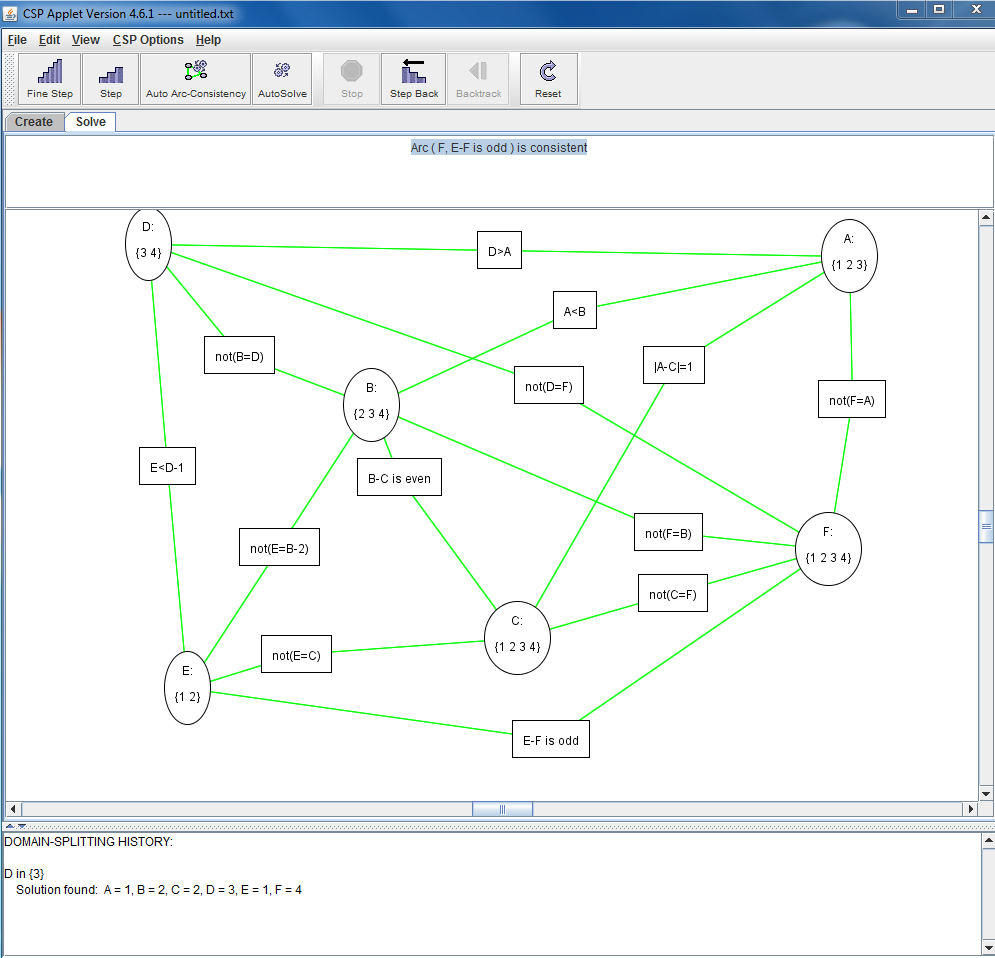 CSP Applet Version 4.6.1 --- untitled.txt
File Edit View CSP Options Help
Fine Step Step Auto Arc-Consistency AutoSolve Stop Step Back Backtrack Reset
Create Solve
Arc ( F, E-F is odd ) is consistent
D:
{3 4}
D>A
A:
{1 2 3}
A<B
not(B=D)
|A-C|=1
B:
{2 3 4}
not(D=F)
not(F=A)
E<D-1
B-C is even
not(F=B)
F:
{1 2 3 4}
not(E=B-2)
not(C=F)
C:
{1 2 3 4}
not(E=C)
E:
{1 2}
E-F is odd
DOMAIN-SPLITTING HISTORY:
D in {3}
Solution found: A = 1, B = 2, C = 2, D = 3, E = 1, F = 4